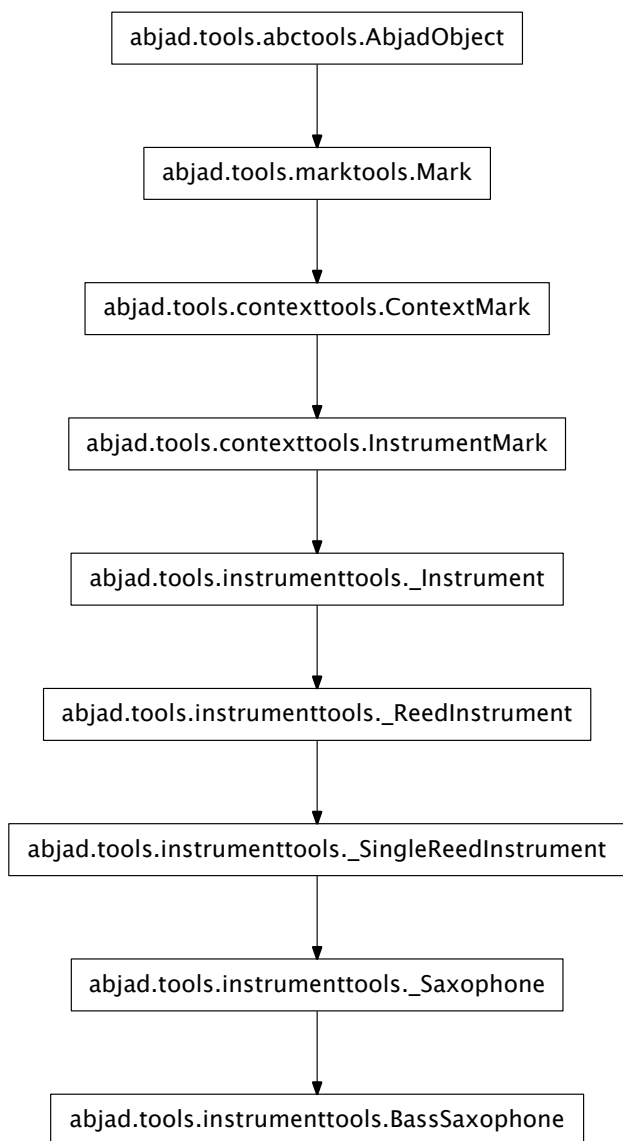 abjad.tools.abctools.AbjadObject
abjad.tools.marktools.Mark
abjad.tools.contexttools.ContextMark
abjad.tools.contexttools.InstrumentMark
abjad.tools.instrumenttools._Instrument
abjad.tools.instrumenttools._ReedInstrument
abjad.tools.instrumenttools._SingleReedInstrument
abjad.tools.instrumenttools._Saxophone
abjad.tools.instrumenttools.BassSaxophone